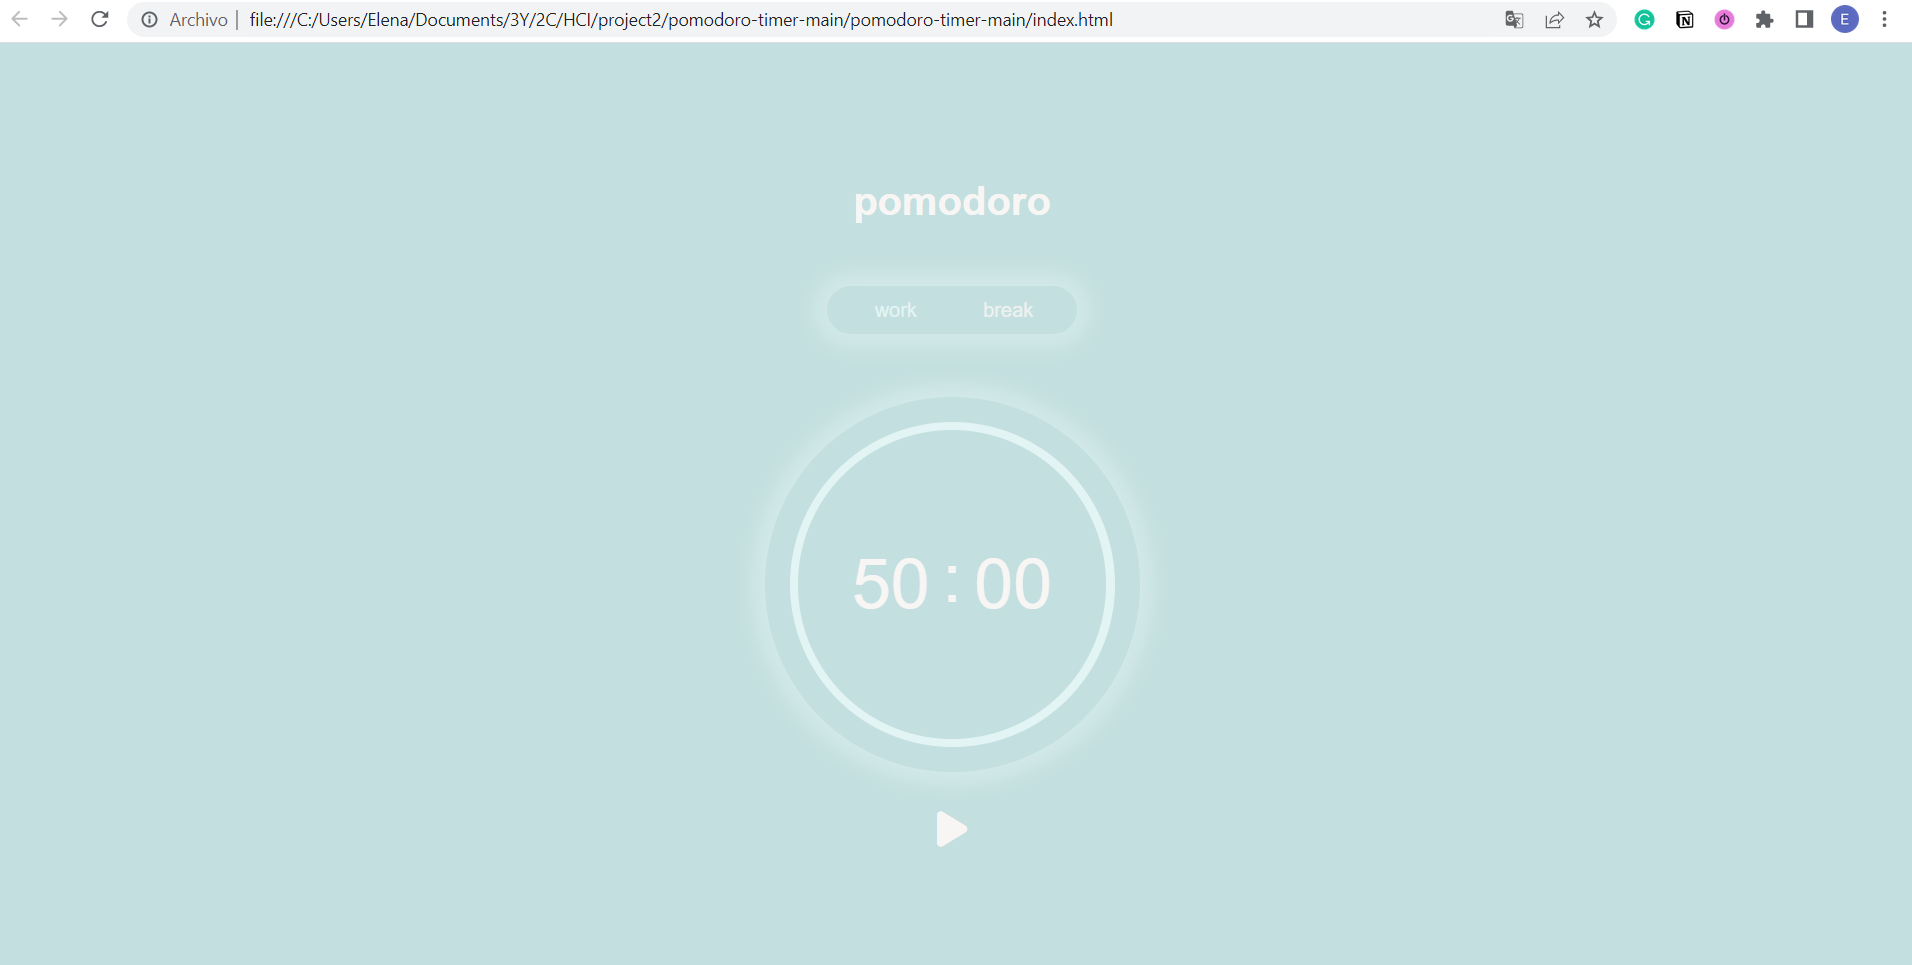 Archivo | file:///C:/Users/Elena/Documents/3Y/2C/HCI/project2/pomodoro-timer-main/pomodoro-timer-main/index.html E
pomodoro
work break
50 : 00